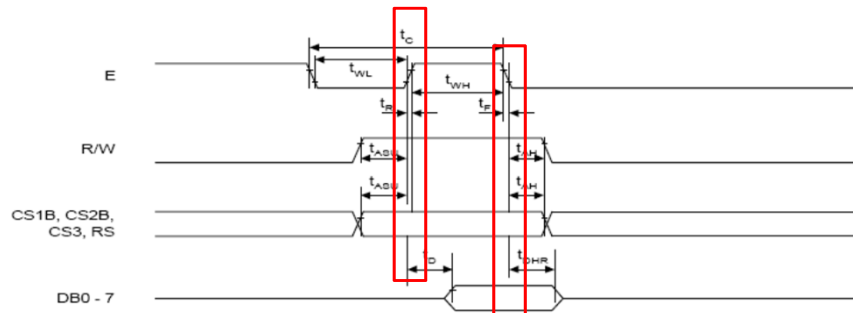 tC
E
tWL
tWH
tR
tF
R/W
tASU
tAH
tASU
tAH
CS1B, CS2B,
CS3, RS
tD
tDHR
DB0 - 7